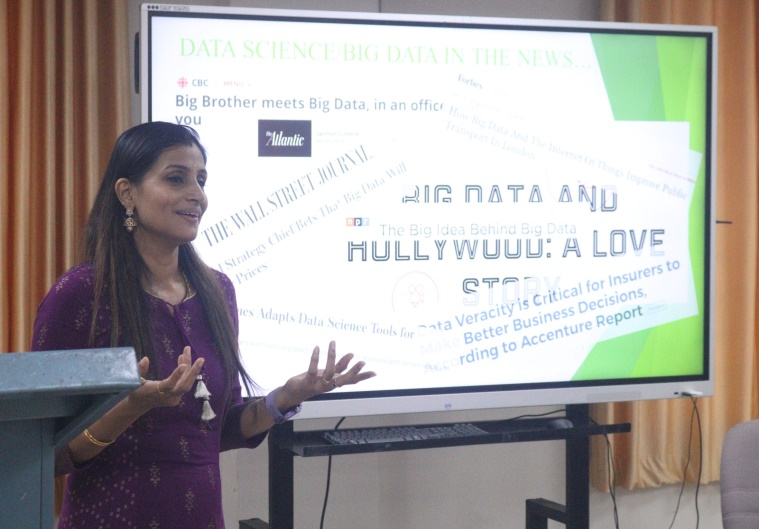 DATA SCIENCE/BIG DATA IN THE NEWS...
CBC
MENU
Big Brother meets Big Data, in an office
you
The Atlantic
Forbes
How Big Data And The Internet Of Things Improve Public
Transport In London
THE WALL STREET JOURNAL
Strategy Chief Bets That Big Data Will
Prices
BIG DATA AND
npr
The Big Idea Behind Big Data
HOLLYWOOD: A LOVE
STORY
Adapts Data Science Tools for
Data Veracity is Critical for Insurers to
Make Better Business Decisions,
According to Accenture Report